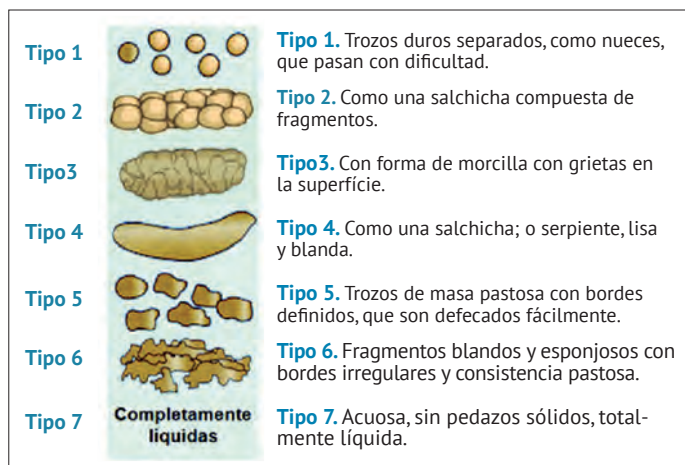 Tipo 1
Tipo 1. Trozos duros separados, como nueces,
que pasan con dificultad.
Tipo 2
Tipo 2. Como una salchicha compuesta de
fragmentos.
Tipo3
Tipo3. Con forma de morcilla con grietas en
la superfície.
Tipo 4
Tipo 4. Como una salchicha; o serpiente, lisa
y blanda.
Tipo 5
Tipo 5. Trozos de masa pastosa con bordes
definidos, que son defecados fácilmente.
Tipo 6
Tipo 6. Fragmentos blandos y esponjosos con
bordes irregulares y consistencia pastosa.
Tipo 7
Completamente
liquidas
Tipo 7. Acuosa, sin pedazos sólidos, total-
mente líquida.